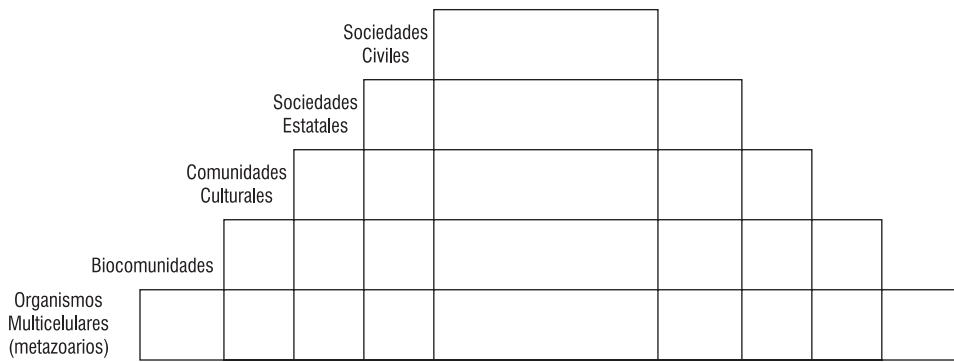 Sociedades
Civiles
Sociedades
Estatales
Comunidades
Culturales
Biocomunidades
Organismos
Multicelulares
(metazoarios)